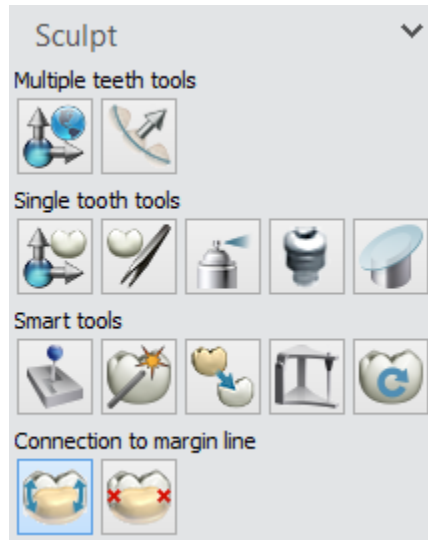 Sculpt
Multiple teeth tools
Single tooth tools
Smart tools
Connection to margin line